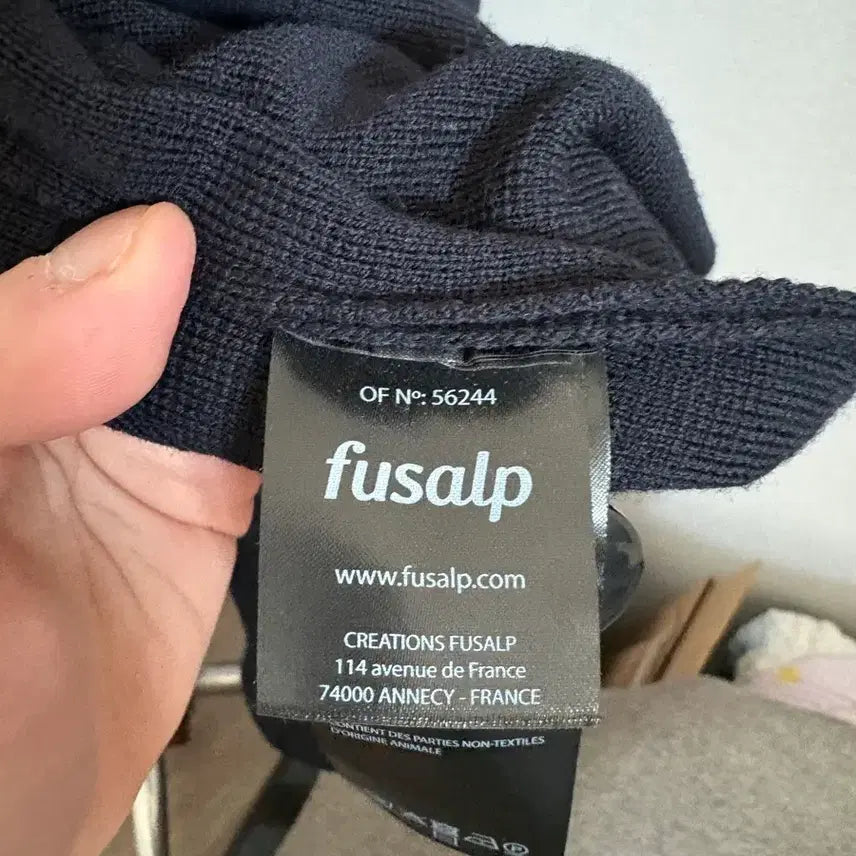 OF Nº: 56244
fusalp
www.fusalp.com
CREATIONS FUSALP
114 avenue de France
74000 ANNECY - FRANCE
CONTIENT DES PARTIES NON-TEXTILES
D'ORIGINE ANIMALE